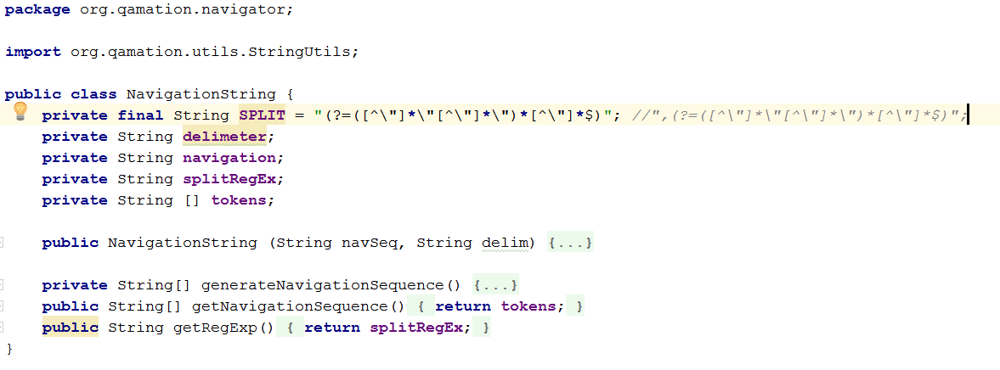 package org.qamation.navigator;
import org.qamation.utils.StringUtils;
public class NavigationString {
private final String SPLIT = "(?=([^\"]*\"[^\"]*\")*[^\"]*$)"; //",(?=([^\"]*\"[^\"]*\")*[^\"]*$)";
private String delimeter;
private String navigation;
private String splitRegEx;
private String [] tokens;
public NavigationString (String navSeq, String delim) {...}
private String[] generateNavigationSequence() {...}
public String[] getNavigationSequence() { return tokens; }
public String getRegExp() { return splitRegEx; }
}